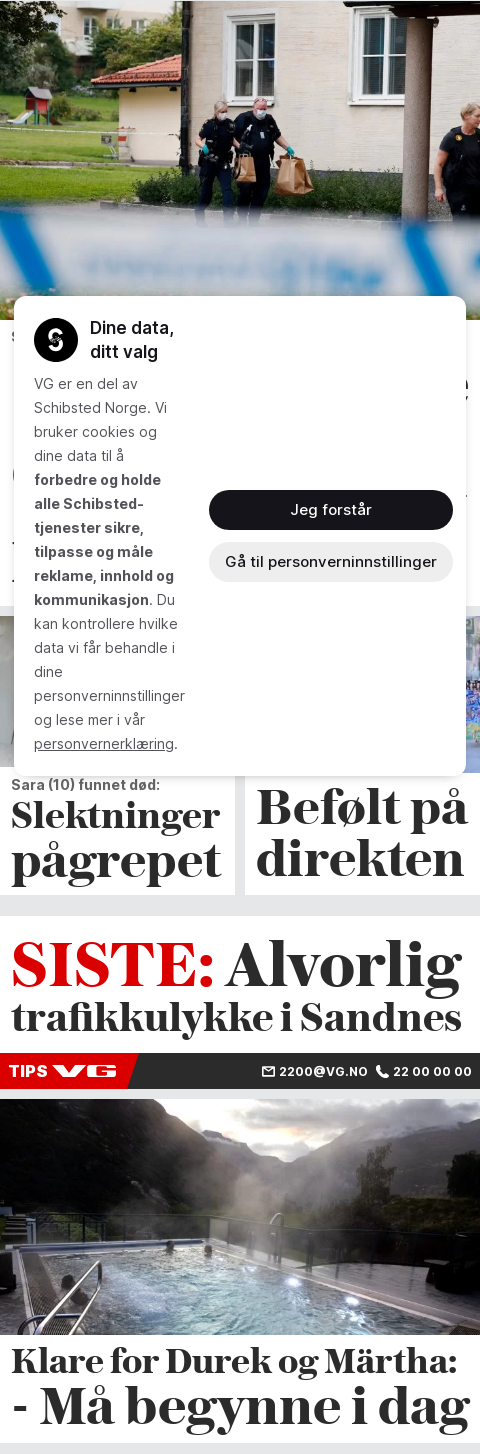 Dine data,
ditt valg
VG er en del av
Schibsted Norge. Vi
bruker cookies og
dine data til å
forbedre og holde
alle Schibsted-
tjenester sikre,
tilpasse og måle
reklame, innhold og
kommunikasjon. Du
kan kontrollere hvilke
data vi får behandle i
dine
personverninnstillinger
og lese mer i vår
personvernerklæring.
Jeg forstår
Gå til personverninnstillinger
Sara (10) funnet død:
Slektninger
pågrepet
Befølt på
direkten
SISTE: Alvorlig
trafikkulykke i Sandnes
TIPS VG 2200@VG.NO 22 00 00 00
Klare for Durek og Märtha:
- Må begynne i dag